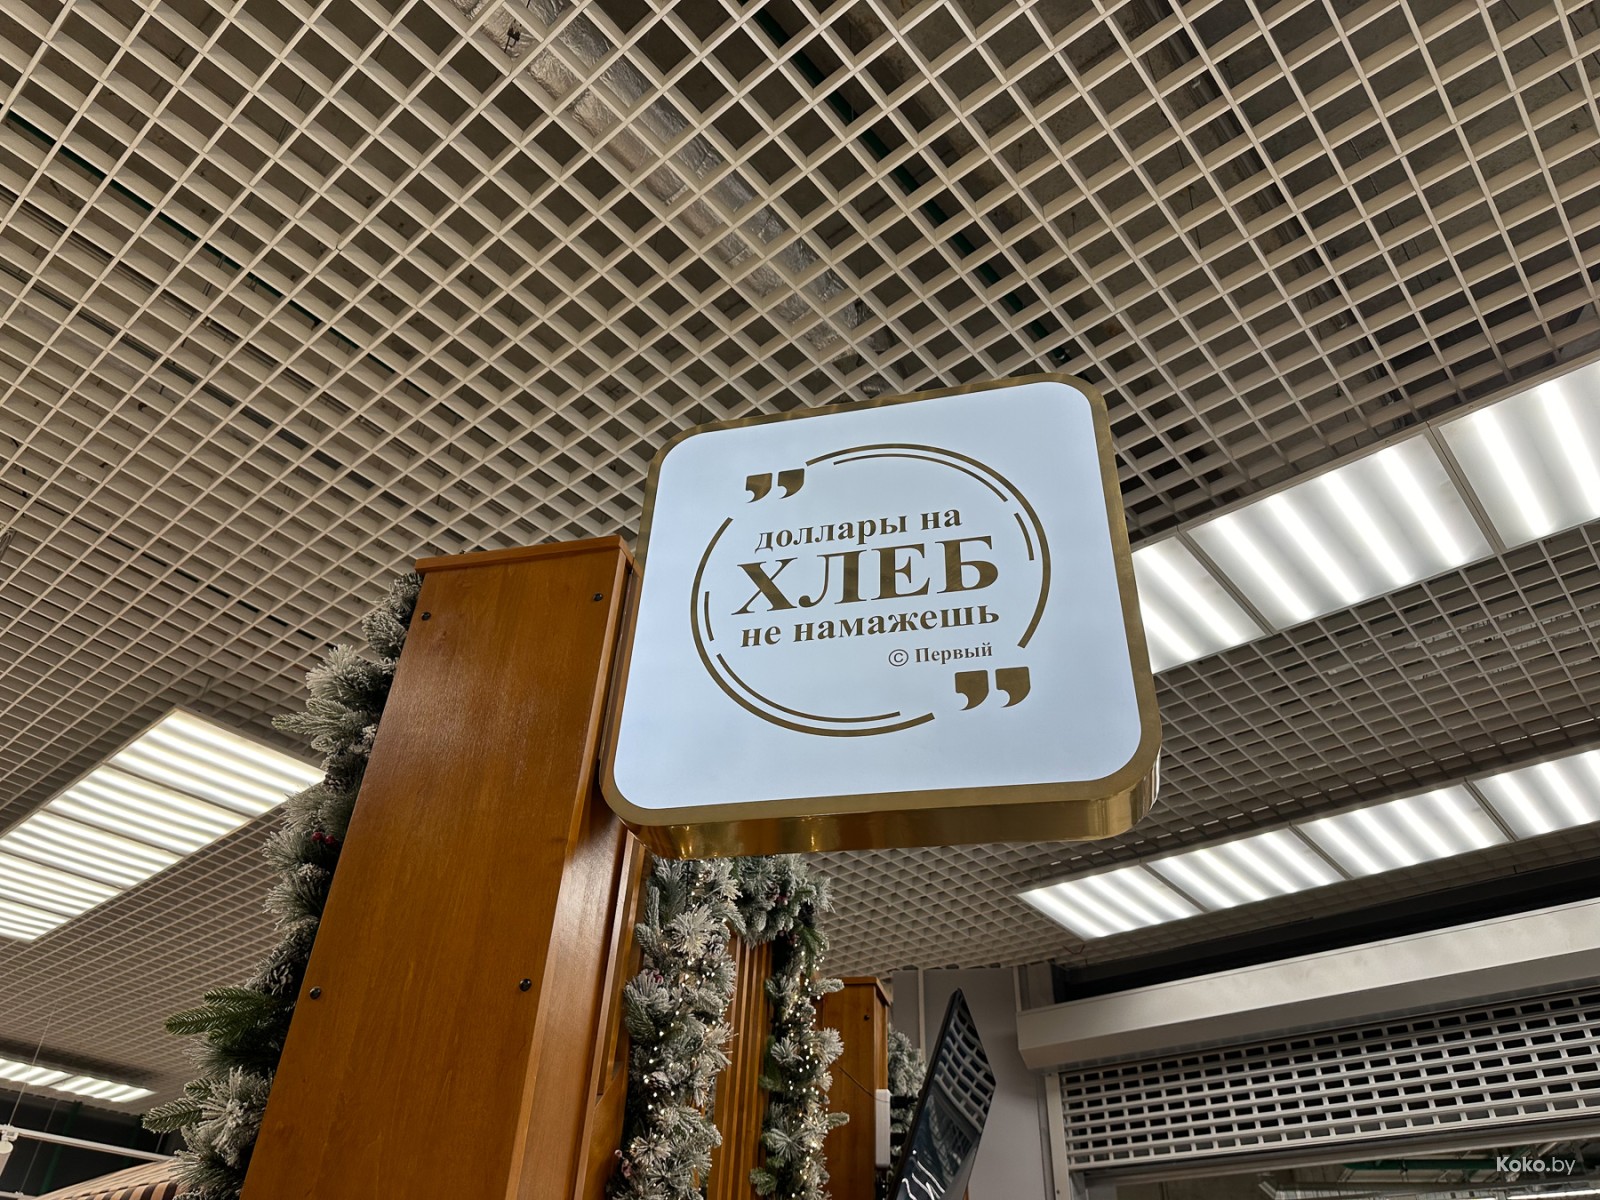 доллары на
ХЛЕБ
не намажешь
© Первый
Koko.by